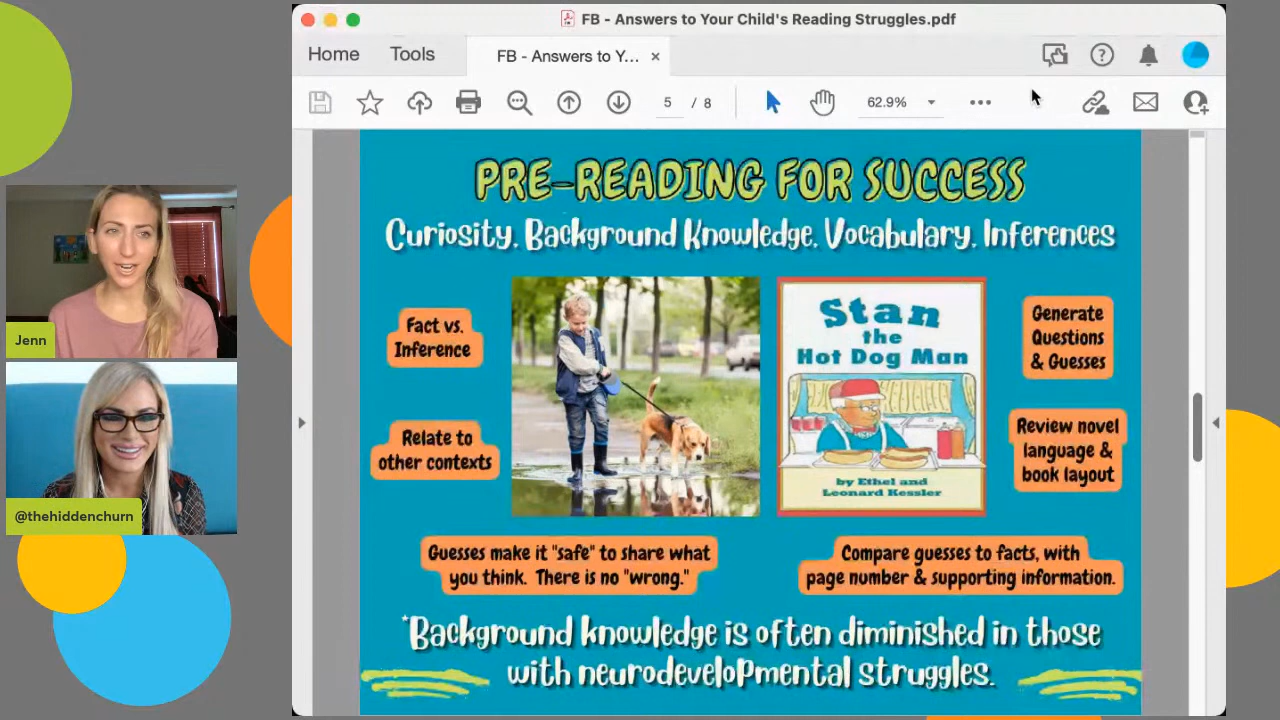 FB - Answers to Your Child's Reading Struggles.pdf
Home
Tools
FB - Answers to Y...
5 / 8
62.9%
PRE-READING FOR SUCCESS
Curiosity, Background Knowledge, Vocabulary, Inferences
Fact vs.
Inference
Relate to
other contexts
Stan
the
Hot Dog Man
by Ethel and
Leonard Kessler
Generate
Questions
& Guesses
Review novel
language &
book layout
Guesses make it "safe" to share what
you think. There is no "wrong."
Compare guesses to facts, with
page number & supporting information.
*Background knowledge is often diminished in those
with neurodevelopmental struggles.
Jenn
@thehiddenchurn